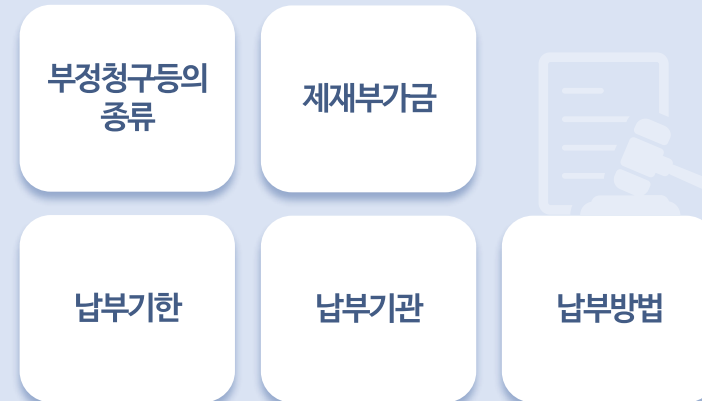 부정청구등의
종류
제재부가금
납부기한
납부기관
납부방법